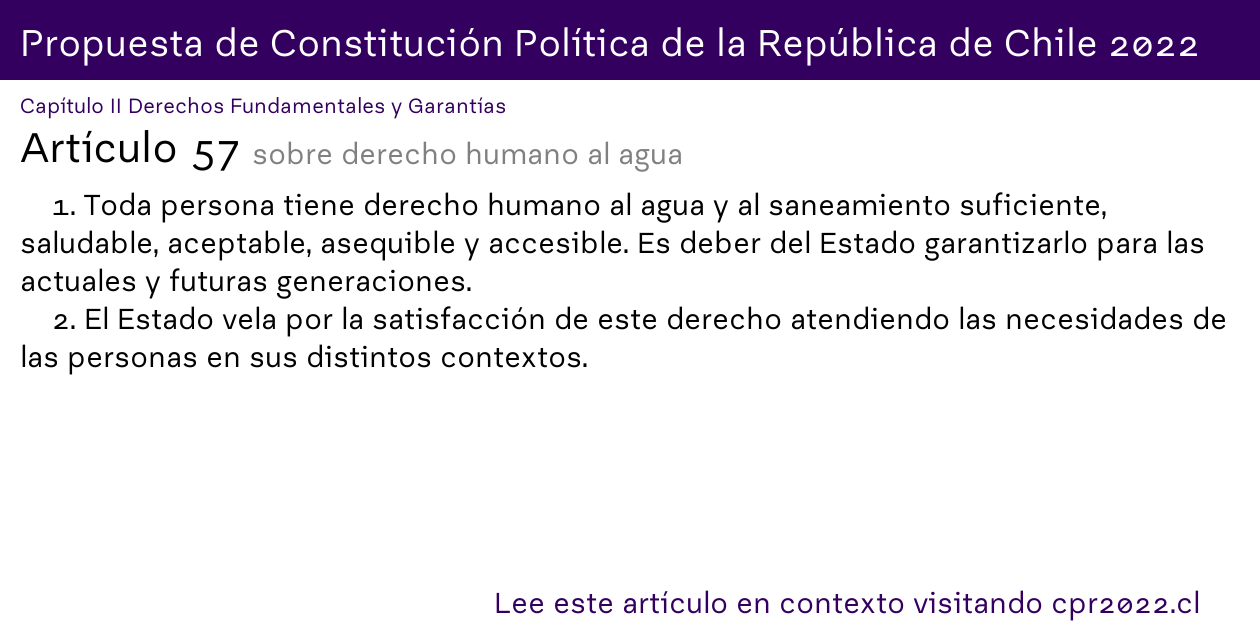 Propuesta de Constitución Política de la República de Chile 2022
Capítulo II Derechos Fundamentales y Garantías
Artículo 57 sobre derecho humano al agua
1. Toda persona tiene derecho humano al agua y al saneamiento suficiente,
saludable, aceptable, asequible y accesible. Es deber del Estado garantizarlo para las
actuales y futuras generaciones.
2. El Estado vela por la satisfacción de este derecho atendiendo las necesidades de
las personas en sus distintos contextos.
Lee este artículo en contexto visitando cpr2022.cl